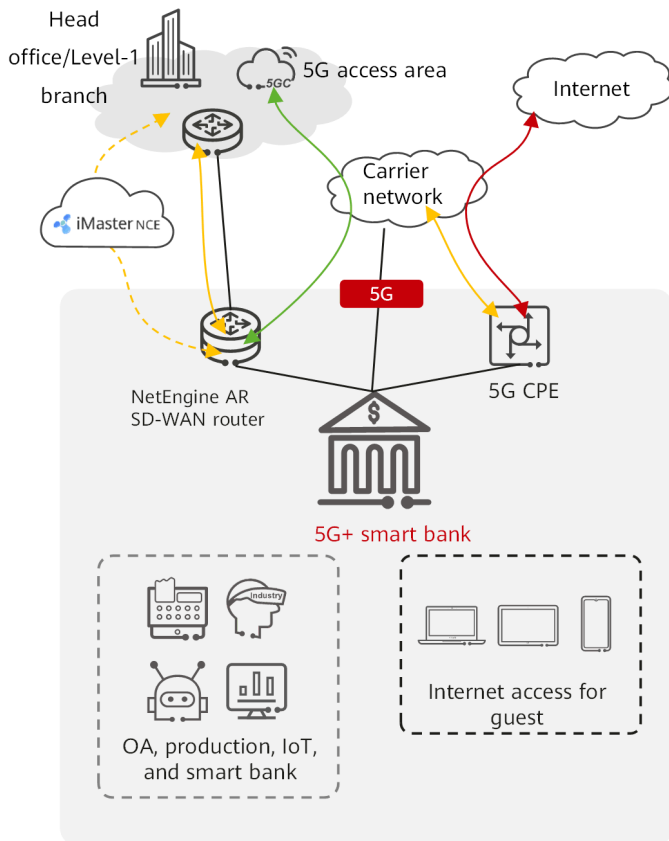 Head
office/Level-1
branch
5GC
5G access area
Internet
Carrier
network
iMaster NCE
5G
NetEngine AR
SD-WAN router
5G CPE
$
5G+ smart bank
Industry
OA, production, IoT,
and smart bank
Internet access for
guest